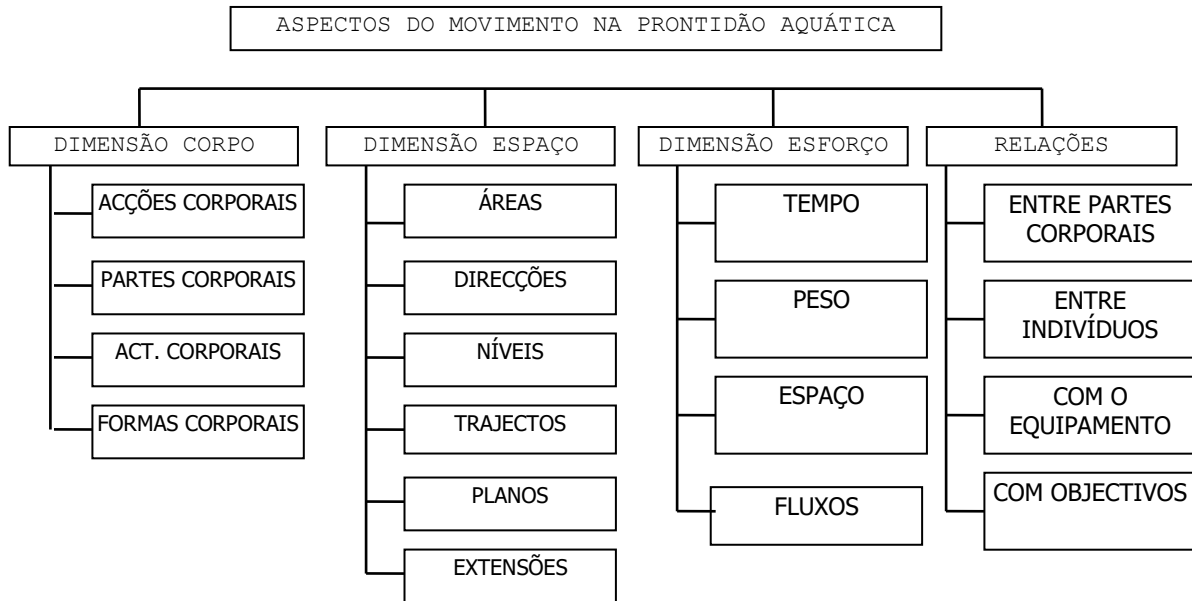 ASPECTOS DO MOVIMENTO NA PRONTIDÃO AQUÁTICA
DIMENSÃO CORPO
ACÇÕES CORPORAIS
PARTES CORPORAIS
ACT. CORPORAIS
FORMAS CORPORAIS
DIMENSÃO ESPAÇO
ÁREAS
DIRECÇÕES
NÍVEIS
TRAJECTOS
PLANOS
EXTENSÕES
DIMENSÃO ESFORÇO
TEMPO
PESO
ESPAÇO
FLUXOS
RELAÇÕES
ENTRE PARTES
CORPORAIS
ENTRE
INDIVÍDUOS
COM O
EQUIPAMENTO
COM OBJECTIVOS